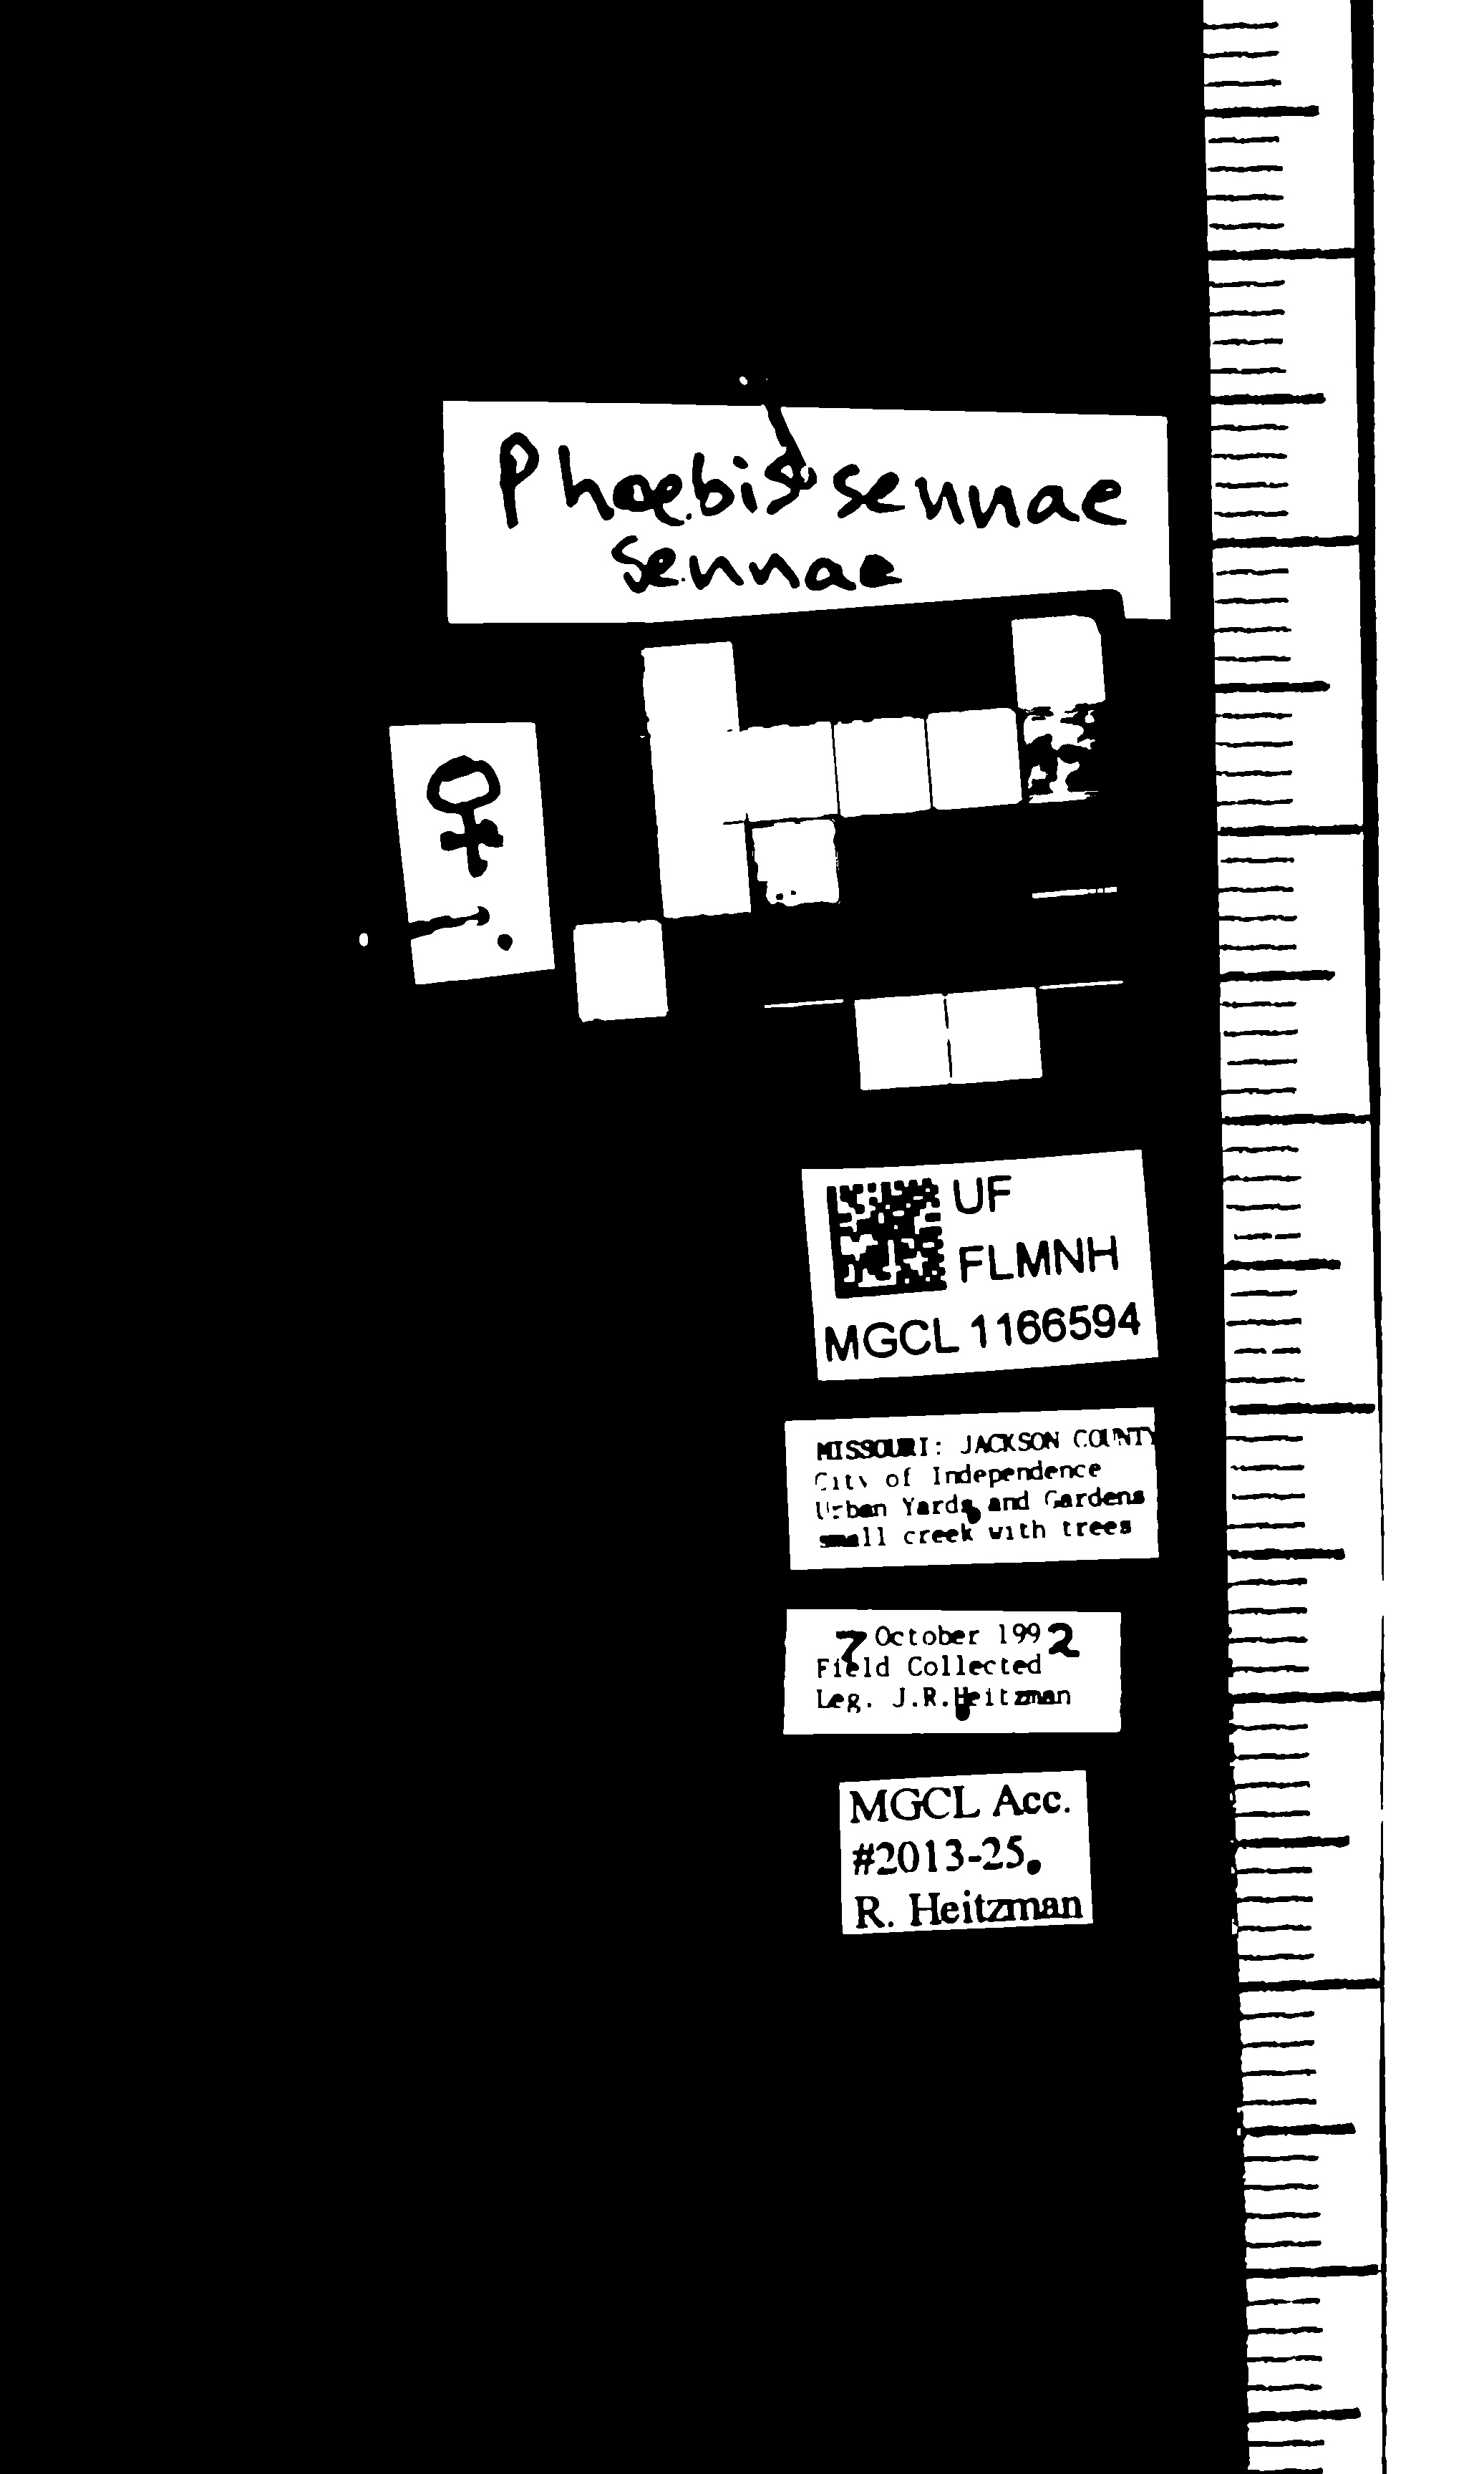 Phoebis sennae
sennae
♀
UF
FLMNH
MGCL 1166594
MISSOURI: JACKSON COUNTY
City of Independence
Urban Yards and Gardens
small creek with trees
7 October 1992
Field Collected
Leg. J.R.Heitzman
MGCL Acc.
#2013-25
R. Heitzman